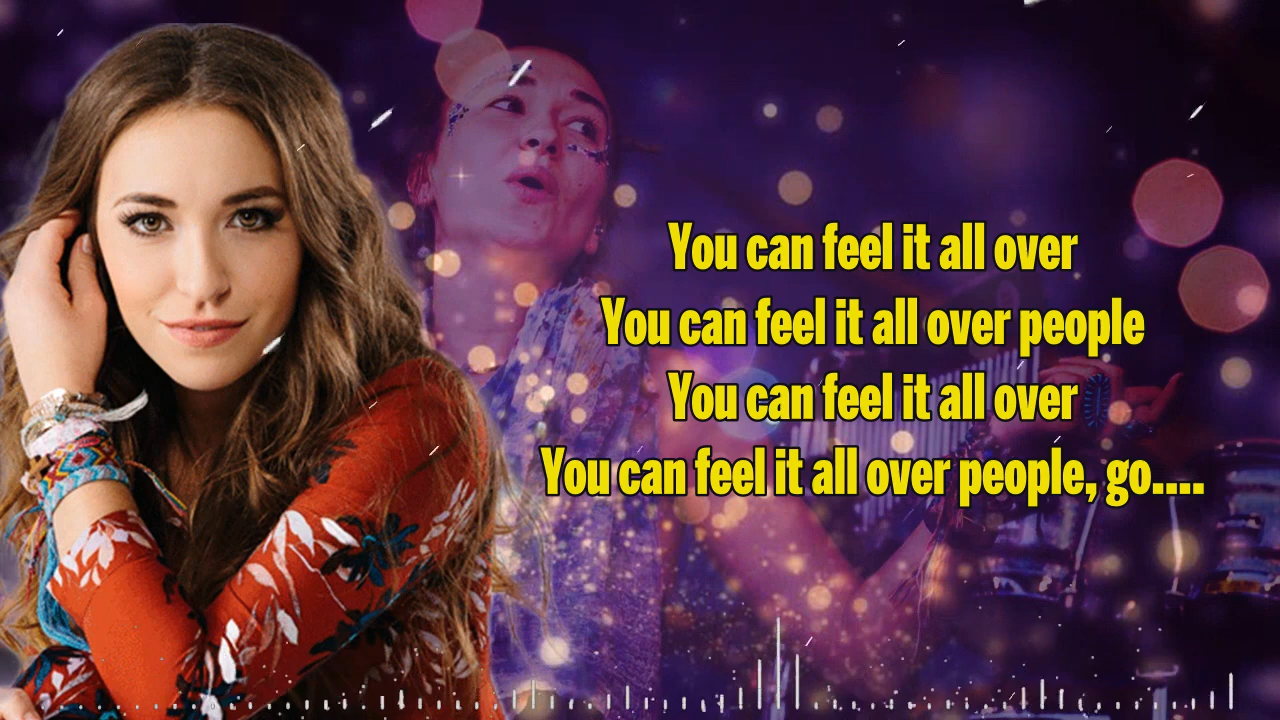 You can feel it all over
You can feel it all over people
You can feel it all over
You can feel it all over people, go....